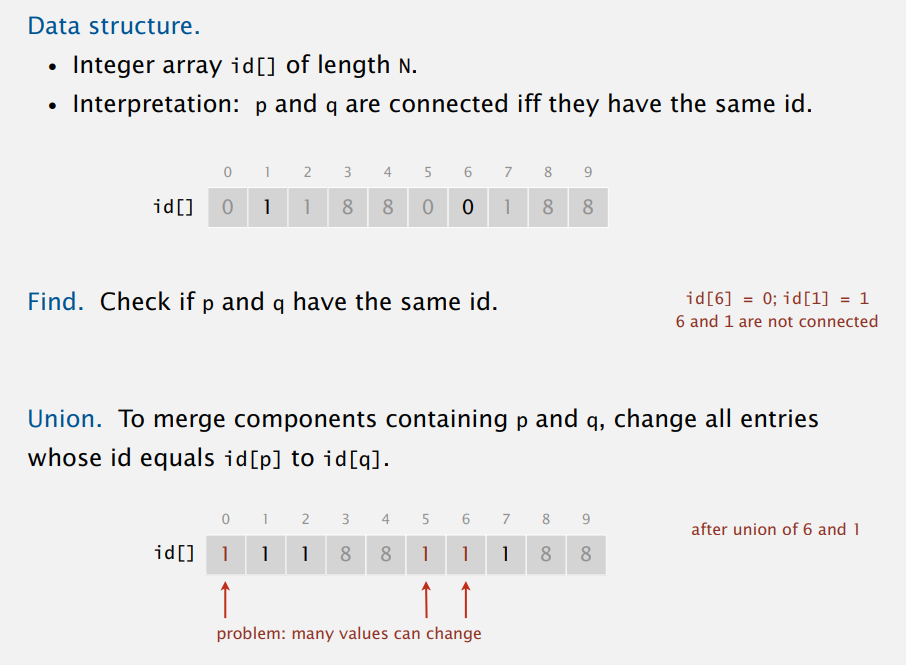 Data structure.
• Integer array id[] of length N.
• Interpretation: p and q are connected iff they have the same id.
0 1 2 3 4 5 6 7 8 9
id[] 0 1 1 8 8 0 0 1 8 8
Find. Check if p and q have the same id.
id[6] = 0; id[1] = 1
6 and 1 are not connected
Union. To merge components containing p and q, change all entries
whose id equals id[p] to id[q].
0 1 2 3 4 5 6 7 8 9
id[] 1 1 1 8 8 1 1 1 8 8
after union of 6 and 1
problem: many values can change